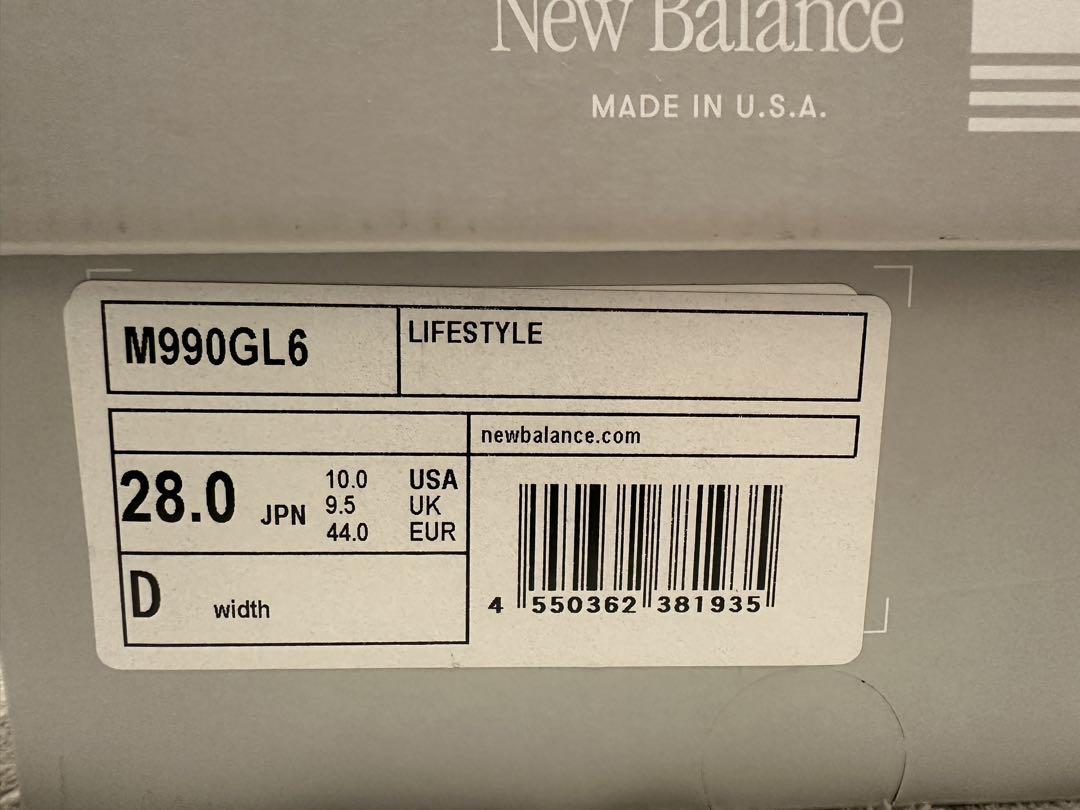 New Balance
MADE IN U.S.A.
M990GL6
LIFESTYLE
newbalance.com
28.0 JPN
10.0 USA
9.5 UK
44.0 EUR
D width
4 550362 381935